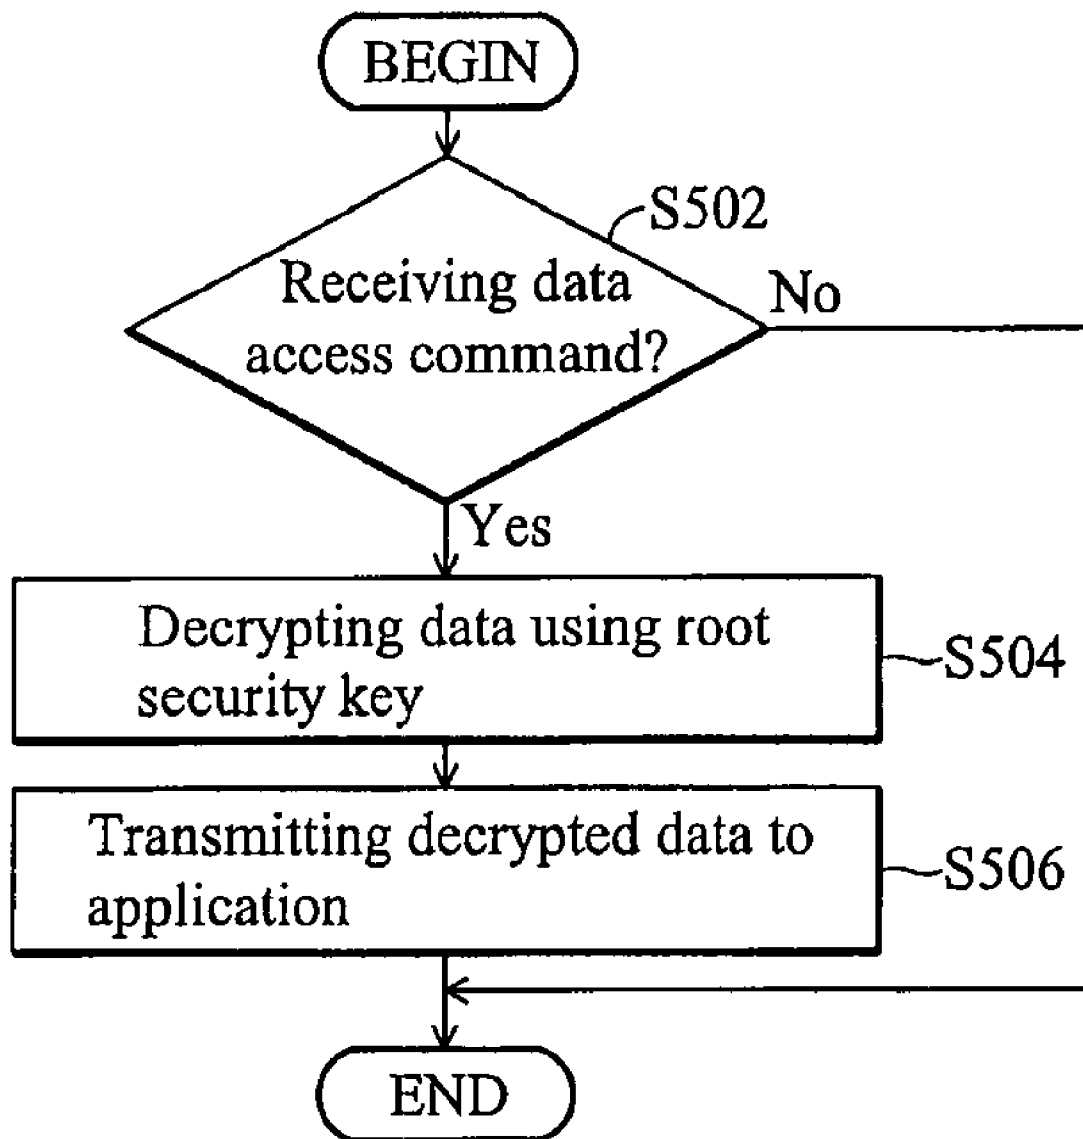 BEGIN
S502
Receiving data
access command?
No
Yes
Decrypting data using root
security key
S504
Transmitting decrypted data to
application
S506
END